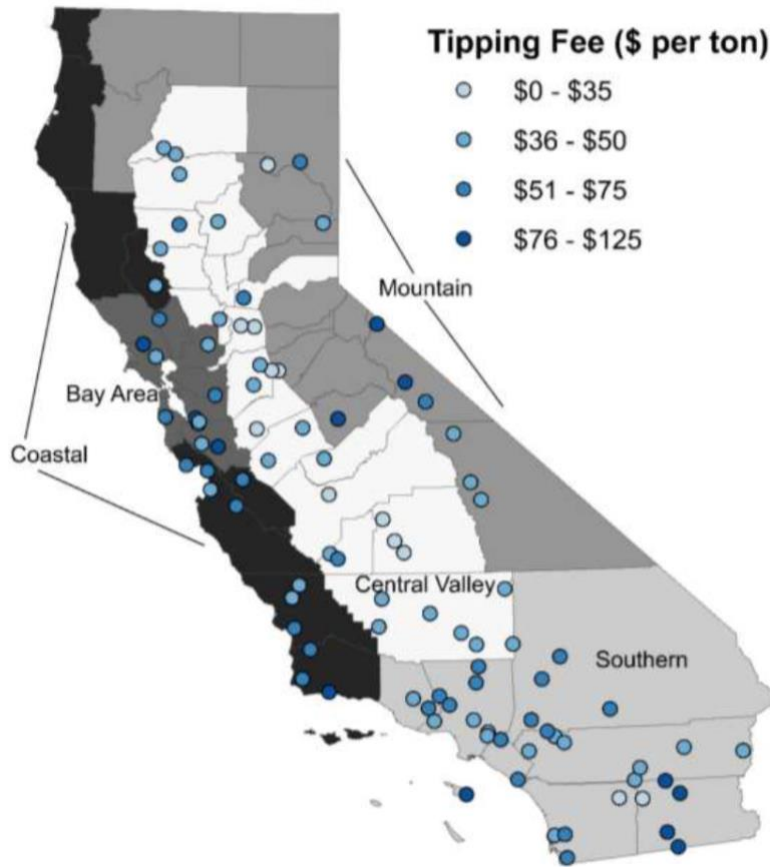 Tipping Fee ($ per ton)
$0 - $35
$36 - $50
$51 - $75
$76 - $125
Mountain
Bay Area
Coastal
Central Valley
Southern